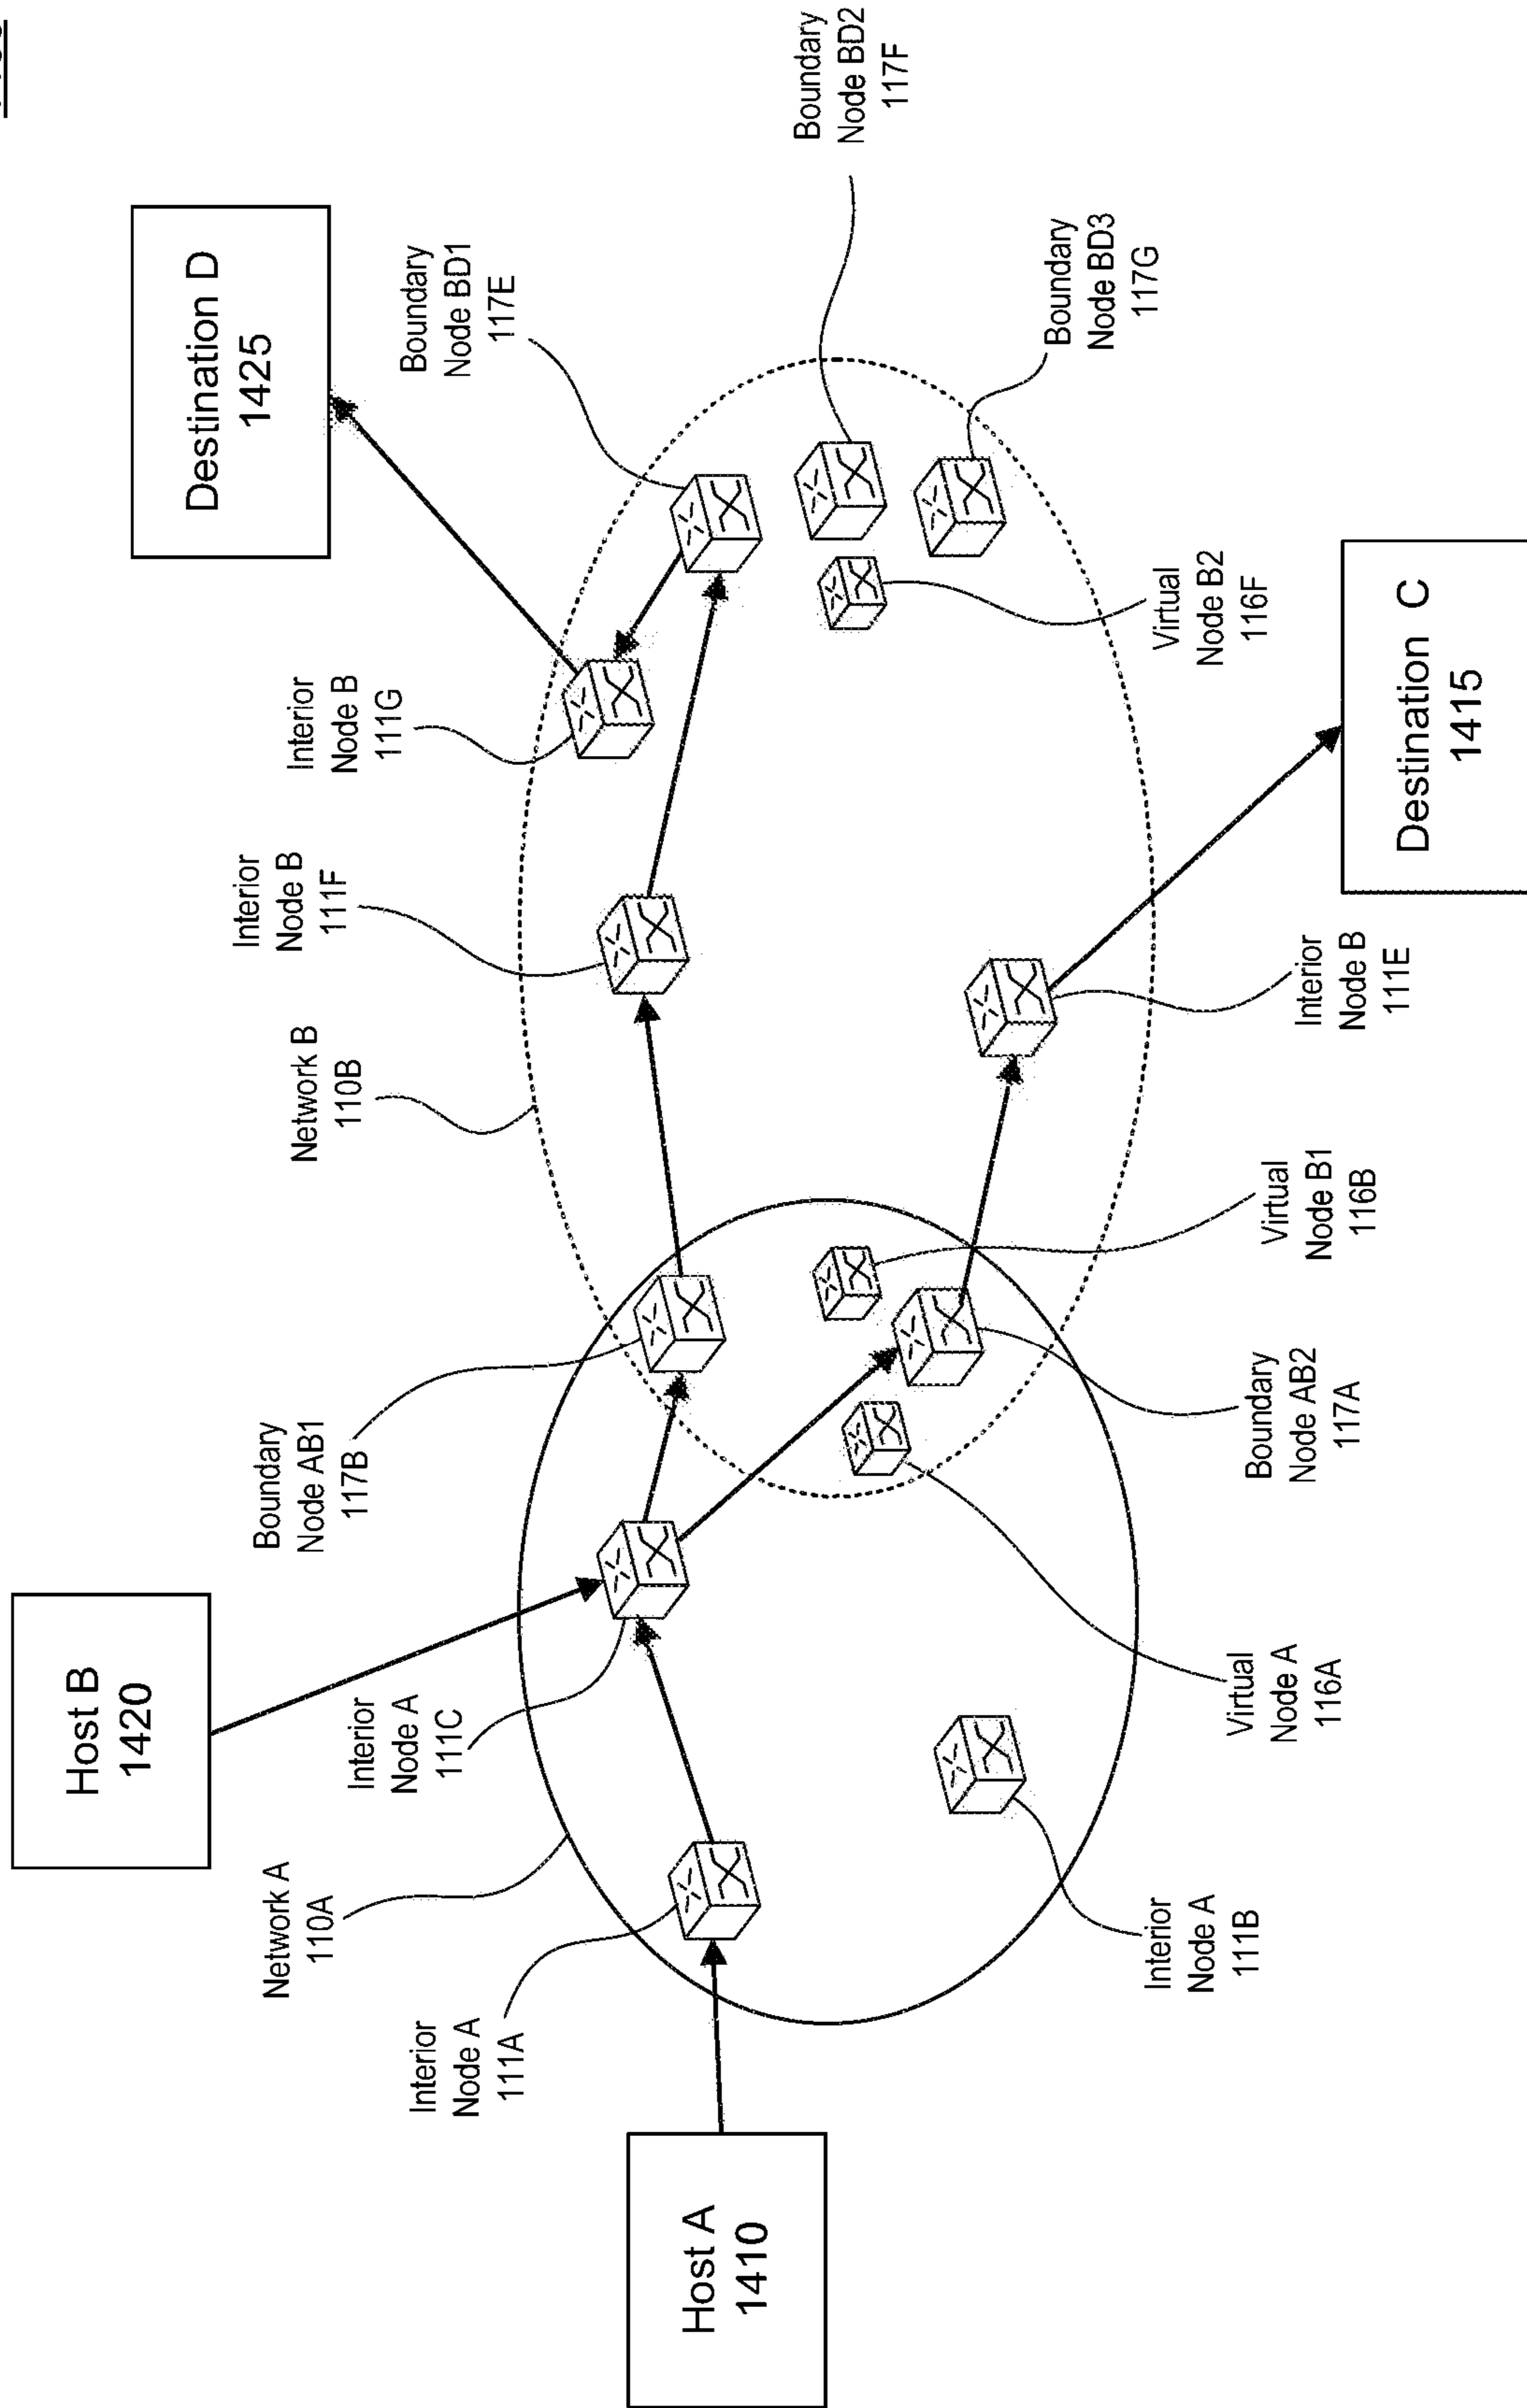 Host B
1420
Host A
1410
Network A
110A
Interior
Node A
111A
Interior
Node A
111C
Interior
Node A
111B
Virtual
Node A
116A
Boundary
Node AB1
117B
Boundary
Node AB2
117A
Virtual
Node B1
116B
Network B
110B
Interior
Node B
111F
Interior
Node B
111E
Interior
Node B
111G
Virtual
Node B2
116F
Boundary
Node BD1
117E
Boundary
Node BD2
117F
Boundary
Node BD3
117G
Destination D
1425
Destination C
1415